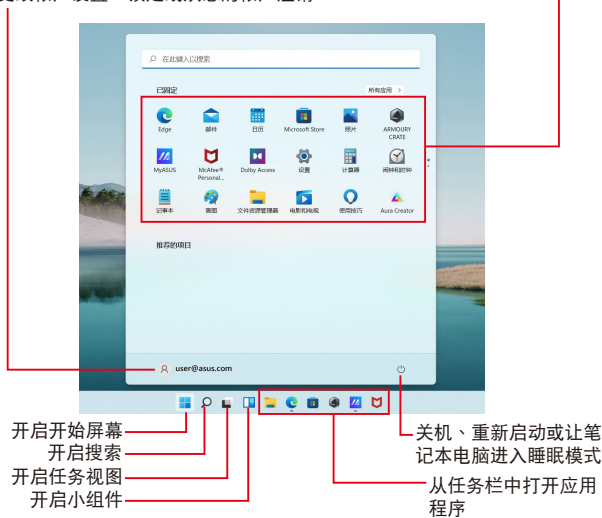 在此键入以搜索
已固定
所有应用 >
Edge
邮件
日历
Microsoft Store
照片
ARMOURY
CRATE
MyASUS
McAfee®
Personal...
Dolby Access
设置
计算器
闹钟和时钟
记事本
画图
文件资源管理器
电影和电视
使用技巧
Aura Creator
推荐的项目
user@asus.com
开启开始屏幕
开启搜索
开启任务视图
开启小组件
关机、重新启动或让笔
记本电脑进入睡眠模式
从任务栏中打开应用
程序